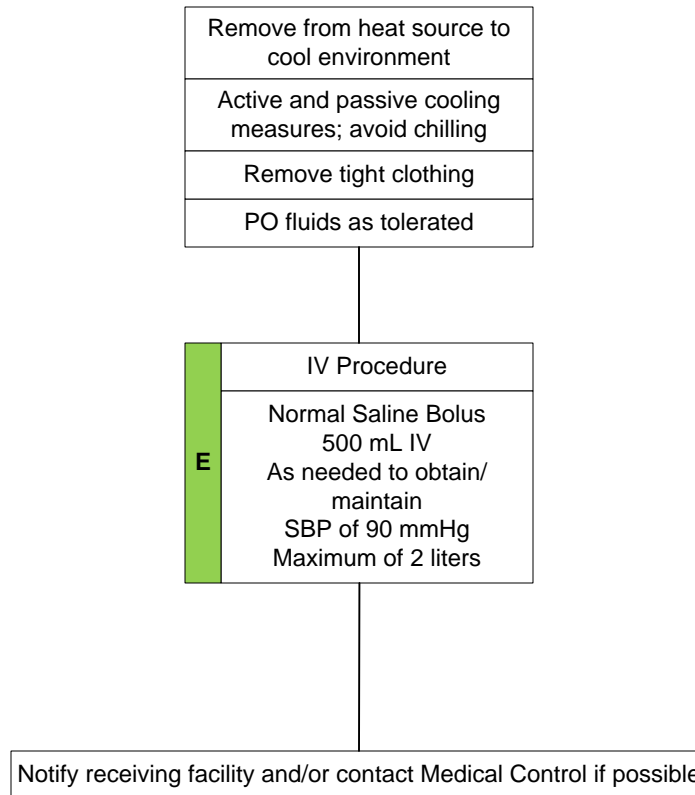 Remove from heat source to
cool environment
Active and passive cooling
measures; avoid chilling
Remove tight clothing
PO fluids as tolerated
E
IV Procedure
Normal Saline Bolus
500 mL IV
As needed to obtain/
maintain
SBP of 90 mmHg
Maximum of 2 liters
Notify receiving facility and/or contact Medical Control if possible